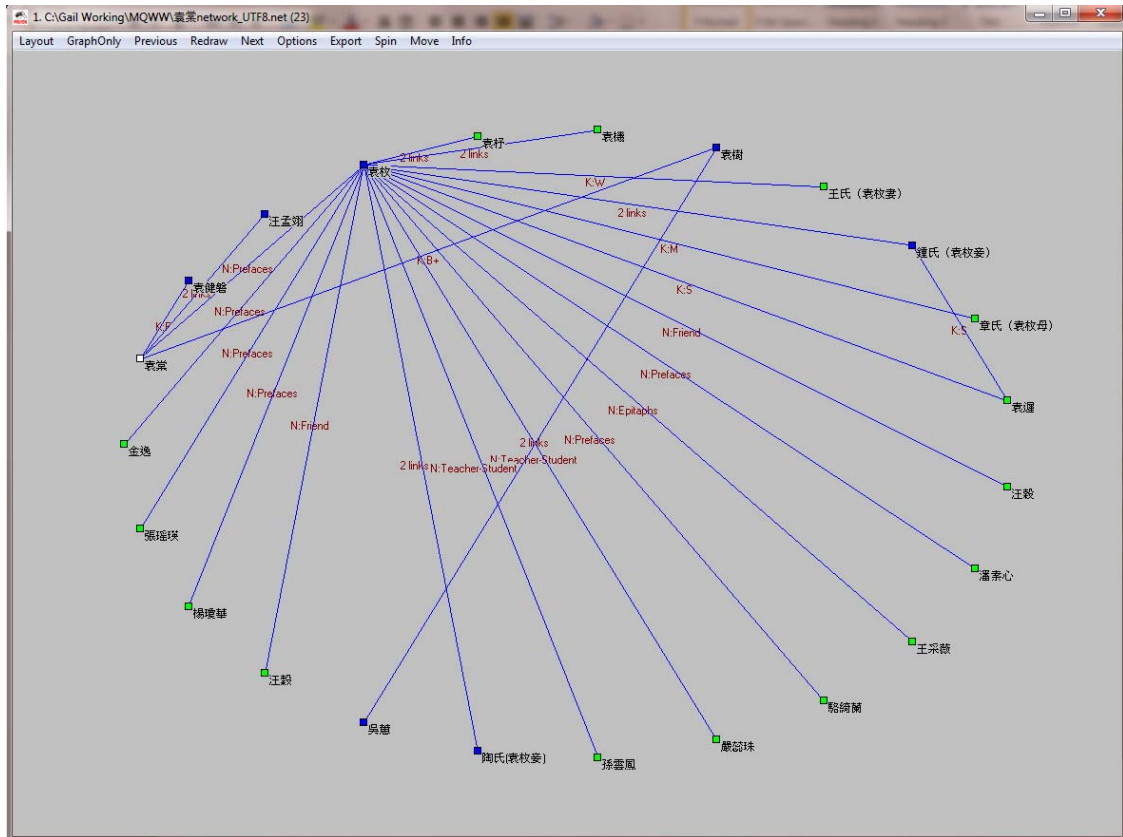 1. C:\Gail Working\MQWW\袁棠network_UTF8.net (23)
Layout GraphOnly Previous Redraw Next Options Export Spin Move Info
袁杼
袁機
袁樹
2 links
2 links
袁枚
K:W
王氏（袁枚妻）
2 links
汪孟翊
K:M
鍾氏（袁枚妾）
K:B+
N:Prefaces
袁健磐
2 links
K:S
N:Prefaces
章氏（袁枚母）
K:F
N:Friend
K:S
袁棠
N:Prefaces
N:Prefaces
袁遲
N:Prefaces
N:Epitaphs
N:Friend
金逸
2 links
N:Prefaces
N:Teacher-Student
2 links
N:Teacher-Student
汪穀
張瑶瑛
潘素心
楊瓊華
王采薇
汪穀
駱綺蘭
吳蕙
嚴蕊珠
陶氏(袁枚妾)
孫雲鳳